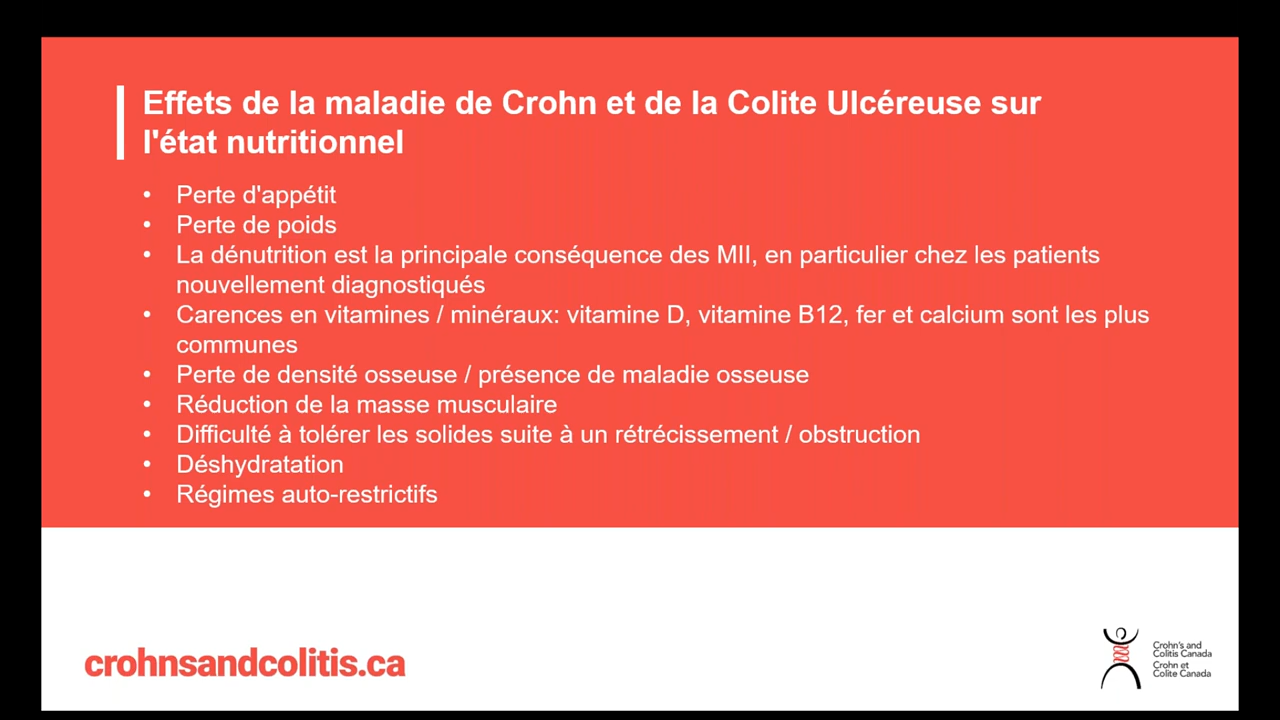 Effets de la maladie de Crohn et de la Colite Ulcéreuse sur
l'état nutritionnel
• Perte d'appétit
• Perte de poids
• La dénutrition est la principale conséquence des MII, en particulier chez les patients
nouvellement diagnostiqués
• Carences en vitamines / minéraux: vitamine D, vitamine B12, fer et calcium sont les plus
communes
• Perte de densité osseuse / présence de maladie osseuse
• Réduction de la masse musculaire
• Difficulté à tolérer les solides suite à un rétrécissement / obstruction
• Déshydratation
• Régimes auto-restrictifs
crohnsandcolitis.ca
Crohn's and
Colitis Canada
Crohn et
Colite Canada